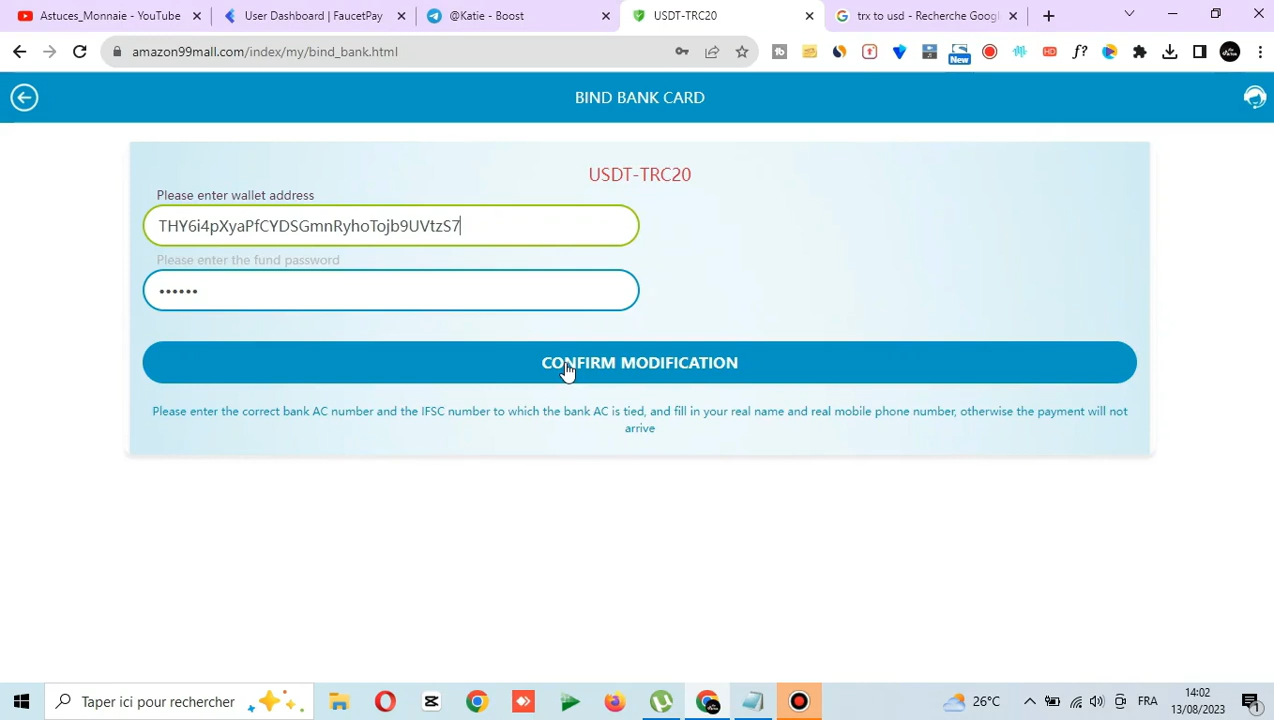 Astuces_Monnaie - YouTube
User Dashboard | FaucetPay
@Katie - Boost
USDT-TRC20
trx to usd - Recherche Goog
amazon99mall.com/index/my/bind_bank.html
New
BIND BANK CARD
USDT-TRC20
Please enter wallet address
THY6i4pXyaPfCYDSGmnRyhoTojb9UVtzS7
Please enter the fund password
••••••
CONFIRM MODIFICATION
Please enter the correct bank AC number and the IFSC number to which the bank AC is tied, and fill in your real name and real mobile phone number, otherwise the payment will not
arrive
Taper ici pour rechercher
26°C
FRA
14:02
13/08/2023